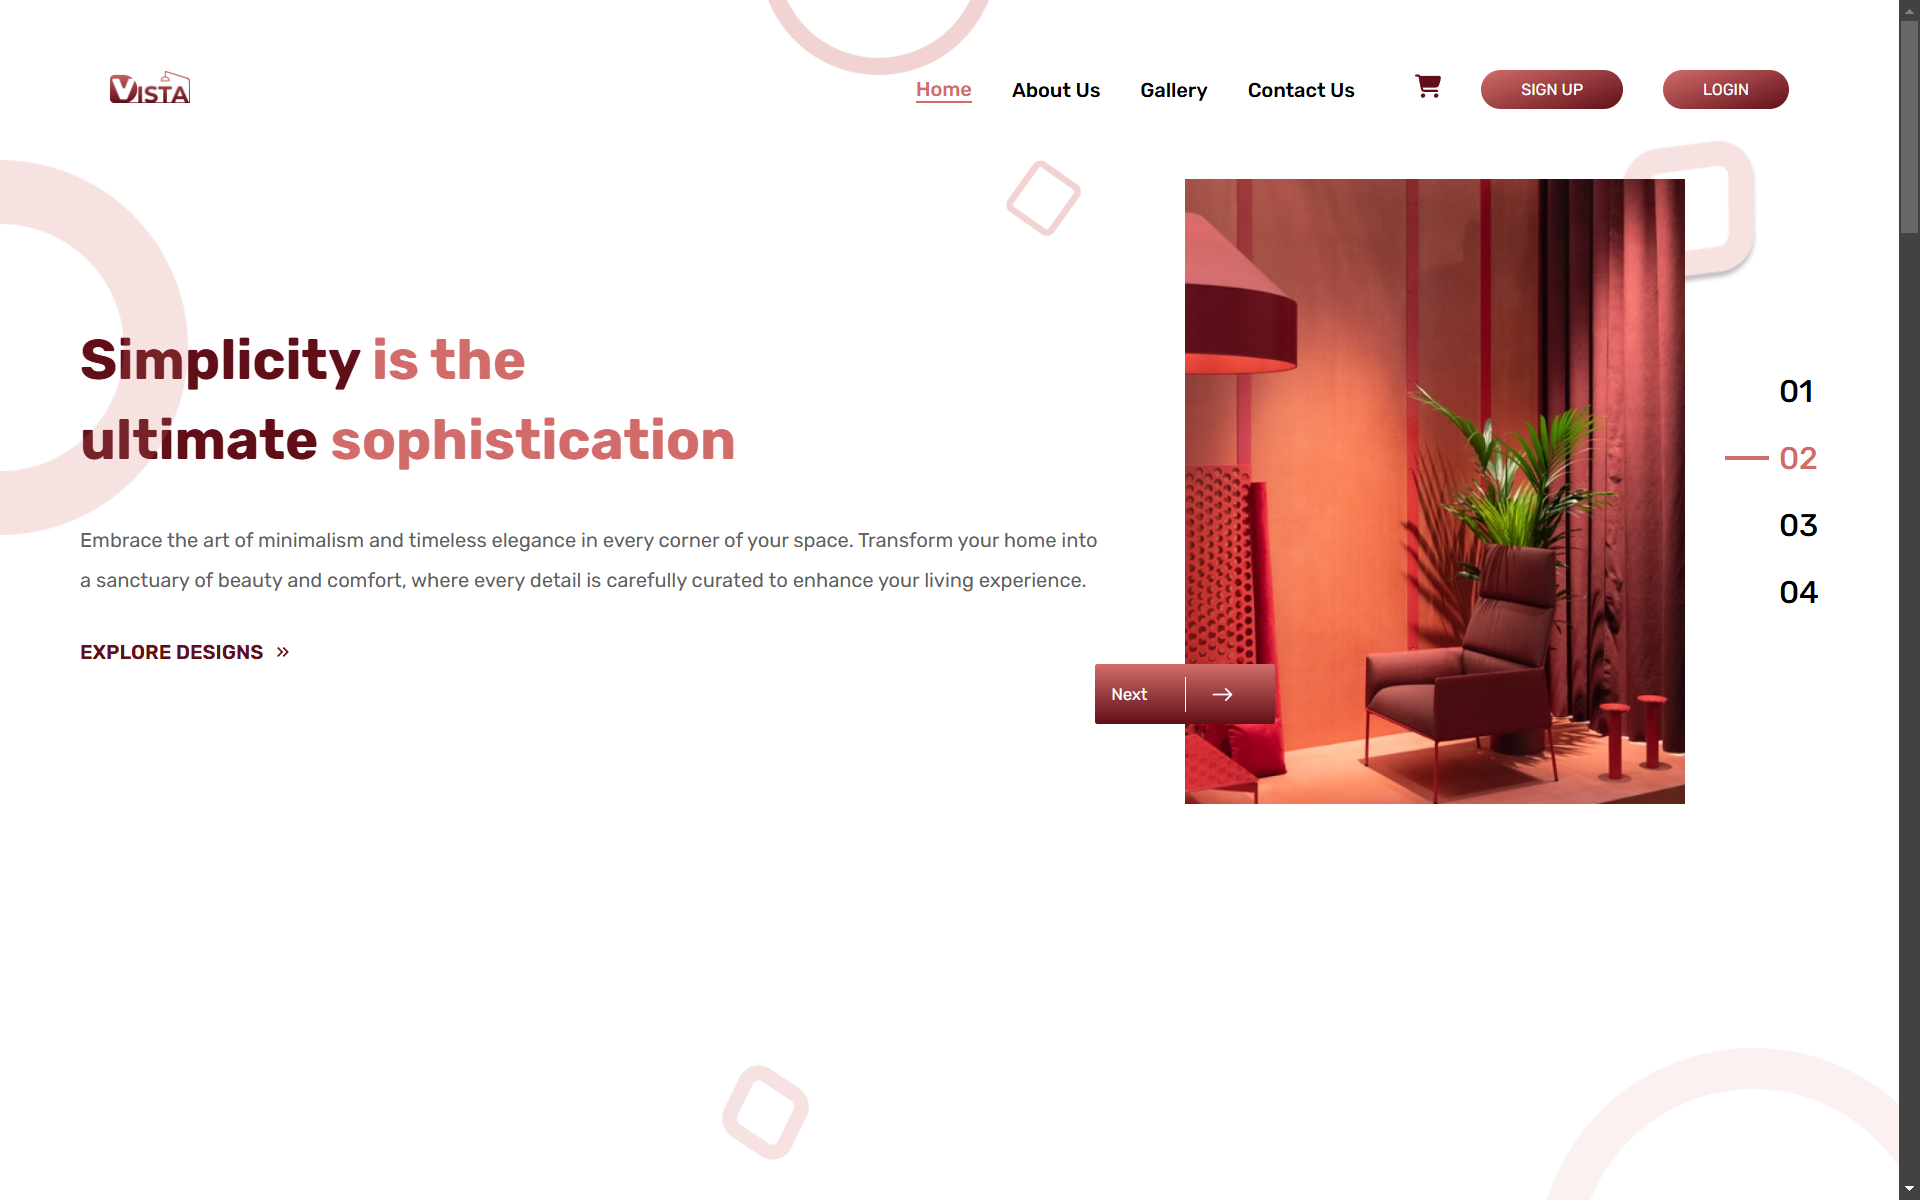 VISTA
Home
About Us
Gallery
Contact Us
SIGN UP
LOGIN
Simplicity is the
ultimate sophistication
Embrace the art of minimalism and timeless elegance in every corner of your space. Transform your home into
a sanctuary of beauty and comfort, where every detail is carefully curated to enhance your living experience.
EXPLORE DESIGNS »
Next →
01
02
03
04